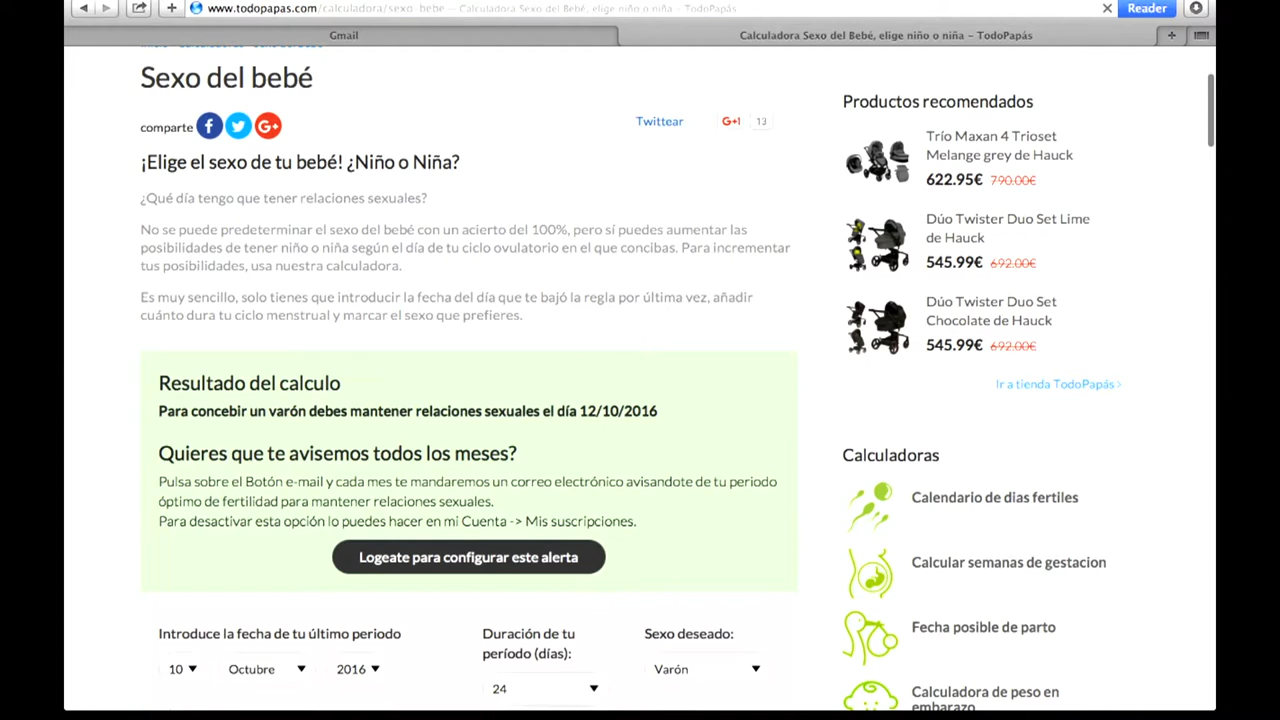 www.todopapas.com/calculadora/sexo-bebe — Calculadora Sexo del Bebé, elige niño o niña – TodoPapás
Reader
Gmail
Calculadora Sexo del Bebé, elige niño o niña – TodoPapás
Sexo del bebé
comparte
Twittear
G+1
13
¡Elige el sexo de tu bebé! ¿Niño o Niña?
¿Qué día tengo que tener relaciones sexuales?
No se puede predeterminar el sexo del bebé con un acierto del 100%, pero sí puedes aumentar las
posibilidades de tener niño o niña según el día de tu ciclo ovulatorio en el que concibas. Para incrementar
tus posibilidades, usa nuestra calculadora.
Es muy sencillo, solo tienes que introducir la fecha del día que te bajó la regla por última vez, añadir
cuánto dura tu ciclo menstrual y marcar el sexo que prefieres.
Resultado del calculo
Para concebir un varón debes mantener relaciones sexuales el día 12/10/2016
Quieres que te avisemos todos los meses?
Pulsa sobre el Botón e-mail y cada mes te mandaremos un correo electrónico avisandote de tu periodo
óptimo de fertilidad para mantener relaciones sexuales.
Para desactivar esta opción lo puedes hacer en mi Cuenta -> Mis suscripciones.
Logeate para configurar este alerta
Introduce la fecha de tu último periodo
10
Octubre
2016
Duración de tu
período (días):
24
Sexo deseado:
Varón
Productos recomendados
Trío Maxan 4 Trioset
Melange grey de Hauck
622.95€ 790.00€
Dúo Twister Duo Set Lime
de Hauck
545.99€ 692.00€
Dúo Twister Duo Set
Chocolate de Hauck
545.99€ 692.00€
Ir a tienda TodoPapás >
Calculadoras
Calendario de dias fertiles
Calcular semanas de gestacion
Fecha posible de parto
Calculadora de peso en
embarazo